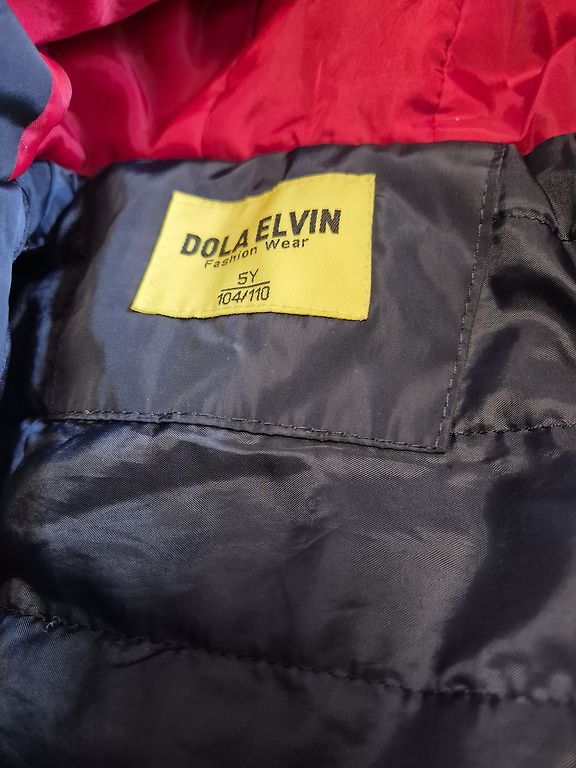 DOLA ELVIN
Fashion Wear
5Y
104/110